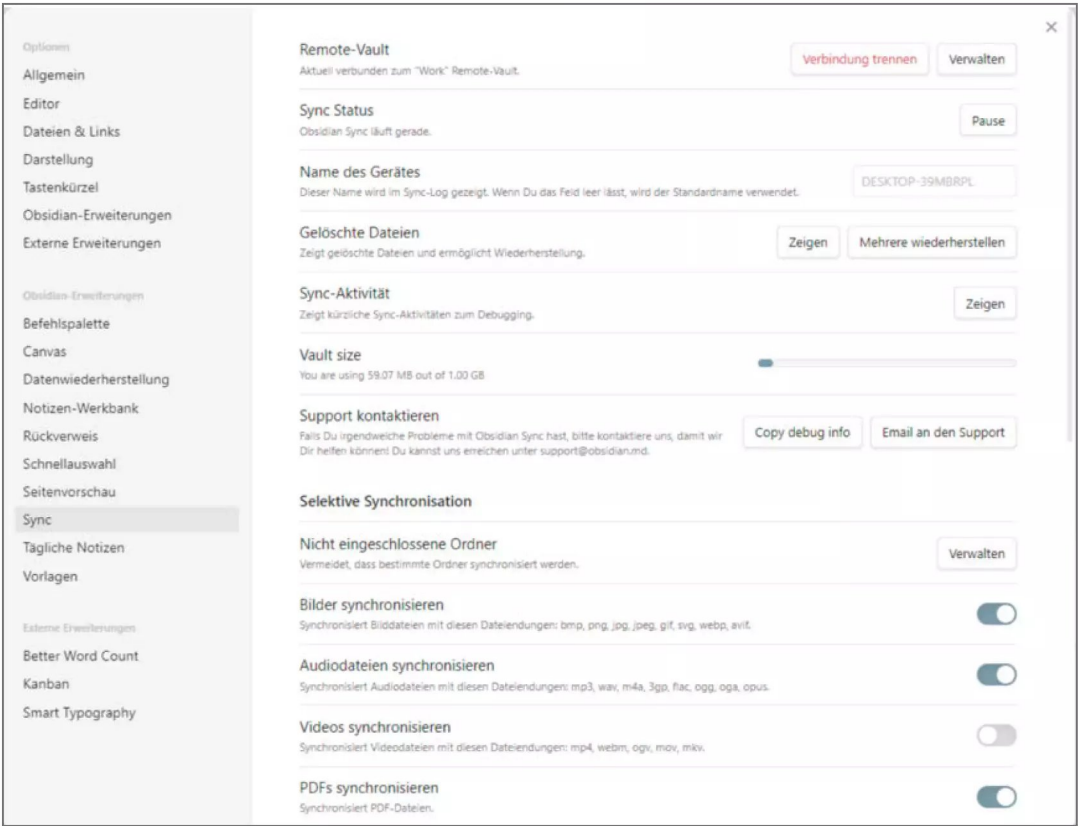 Optionen
Allgemein
Editor
Dateien & Links
Darstellung
Tastenkürzel
Obsidian-Erweiterungen
Externe Erweiterungen
Obsidian-Erweiterungen
Befehlspalette
Canvas
Datenwiederherstellung
Notizen-Werkbank
Rückverweis
Schnellauswahl
Seitenvorschau
Sync
Tägliche Notizen
Vorlagen
Externe Erweiterungen
Better Word Count
Kanban
Smart Typography
Remote-Vault
Aktuell verbunden zum "Work" Remote-Vault.
Verbindung trennen
Verwalten
Sync Status
Obsidian Sync läuft gerade.
Pause
Name des Gerätes
Dieser Name wird im Sync-Log gezeigt. Wenn Du das Feld leer lässt, wird der Standardname verwendet.
DESKTOP-39MBRPL
Gelöschte Dateien
Zeigt gelöschte Dateien und ermöglicht Wiederherstellung.
Zeigen
Mehrere wiederherstellen
Sync-Aktivität
Zeigt kürzliche Sync-Aktivitäten zum Debugging.
Zeigen
Vault size
You are using 59.07 MB out of 1.00 GB
Support kontaktieren
Falls Du irgendwelche Probleme mit Obsidian Sync hast, bitte kontaktiere uns, damit wir
Dir helfen können! Du kannst uns erreichen unter support@obsidian.md.
Copy debug info
Email an den Support
Selektive Synchronisation
Nicht eingeschlossene Ordner
Vermeidet, dass bestimmte Ordner synchronisiert werden.
Verwalten
Bilder synchronisieren
Synchronisiert Bilddateien mit diesen Dateiendungen: bmp, png, jpg, jpeg, gif, svg, webp, avif.
Audiodateien synchronisieren
Synchronisiert Audiodateien mit diesen Dateiendungen: mp3, wav, m4a, 3gp, flac, ogg, oga, opus.
Videos synchronisieren
Synchronisiert Videodateien mit diesen Dateiendungen: mp4, webm, ogv, mov, mkv.
PDFs synchronisieren
Synchronisiert PDF-Dateien.